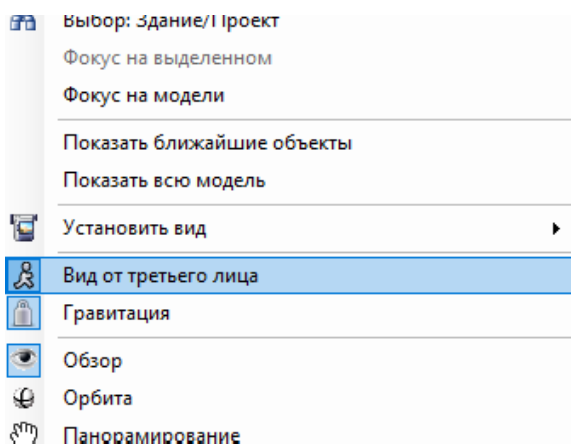 Выбор: Здание/Проект
Фокус на выделенном
Фокус на модели
Показать ближайшие объекты
Показать всю модель
Установить вид
Вид от третьего лица
Гравитация
Обзор
Орбита
Панорамирование